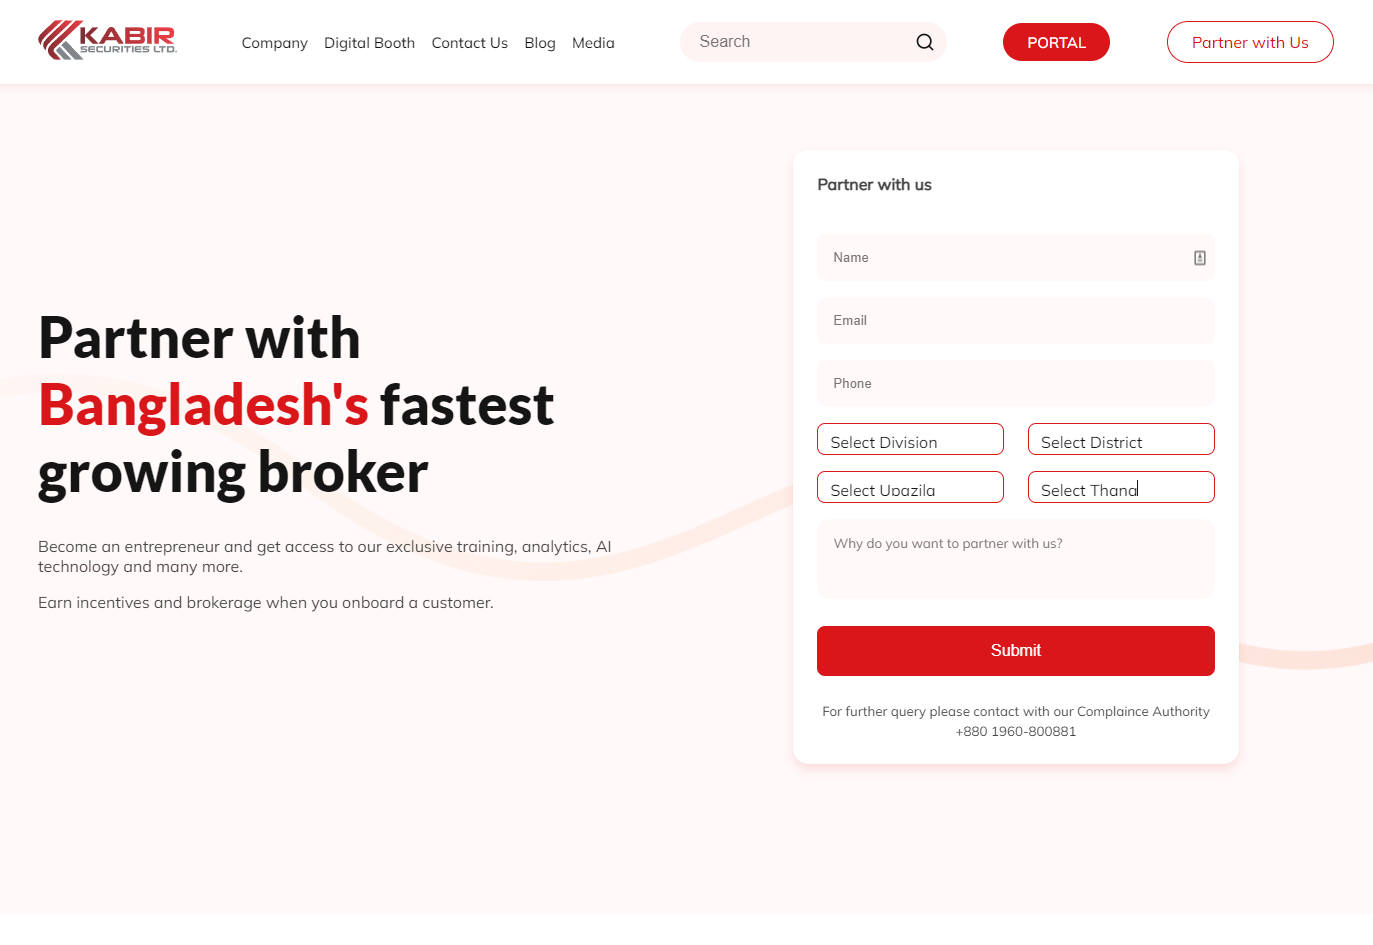 KABIR
SECURITIES LTD.
Company
Digital Booth
Contact Us
Blog
Media
Search
PORTAL
Partner with Us
Partner with
Bangladesh's fastest
growing broker
Become an entrepreneur and get access to our exclusive training, analytics, AI
technology and many more.
Earn incentives and brokerage when you onboard a customer.
Partner with us
Name
Email
Phone
Select Division
Select District
Select Upazila
Select Thana
Why do you want to partner with us?
Submit
For further query please contact with our Complaince Authority
+880 1960-800881